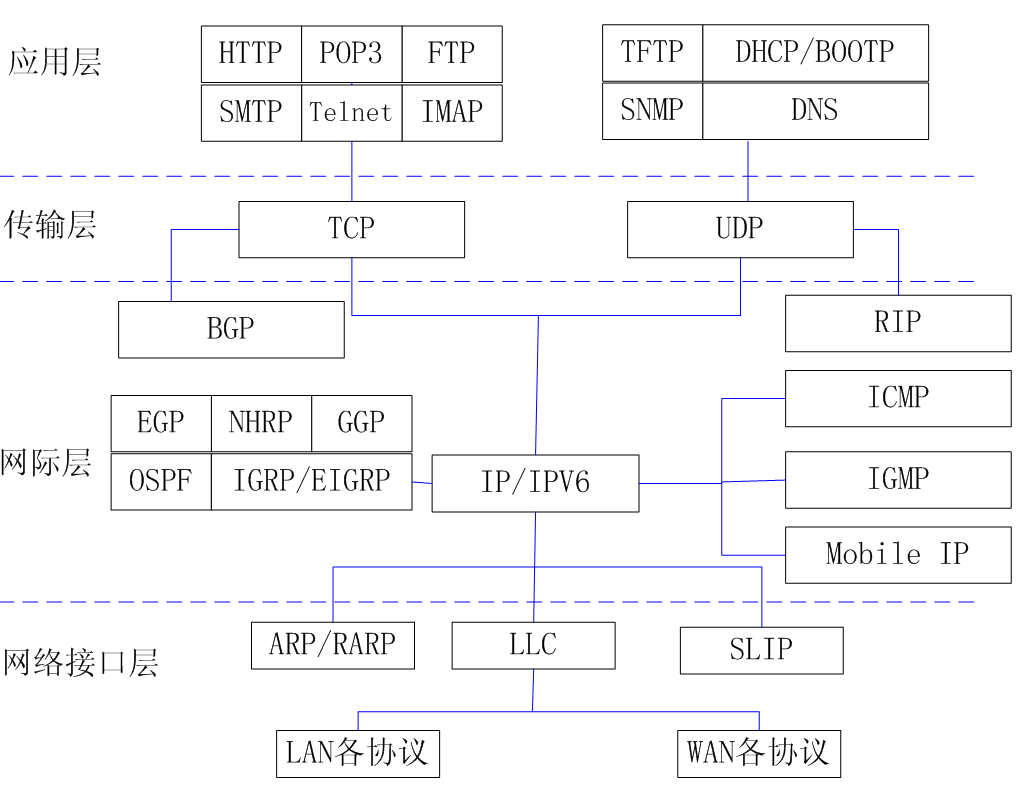 应用层
HTTP POP3 FTP
TFTP DHCP/BOOTP
SMTP Telnet IMAP
SNMP DNS
传输层
TCP
UDP
BGP
RIP
ICMP
EGP NHRP GGP
网际层
OSPF IGRP/EIGRP
IP/IPV6
IGMP
Mobile IP
网络接口层
ARP/RARP
LLC
SLIP
LAN各协议
WAN各协议